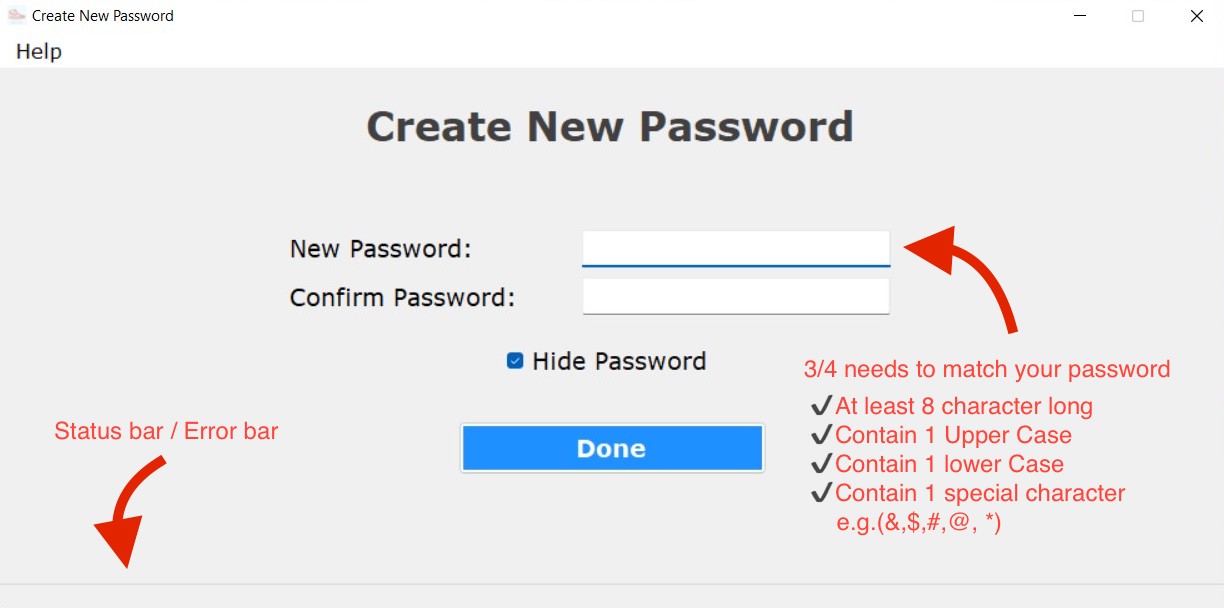 Create New Password
Help
Create New Password
New Password:
Confirm Password:
Hide Password
Done
3/4 needs to match your password
✔At least 8 character long
✔Contain 1 Upper Case
✔Contain 1 lower Case
✔Contain 1 special character
e.g.(&,$,#,@, *)
Status bar / Error bar